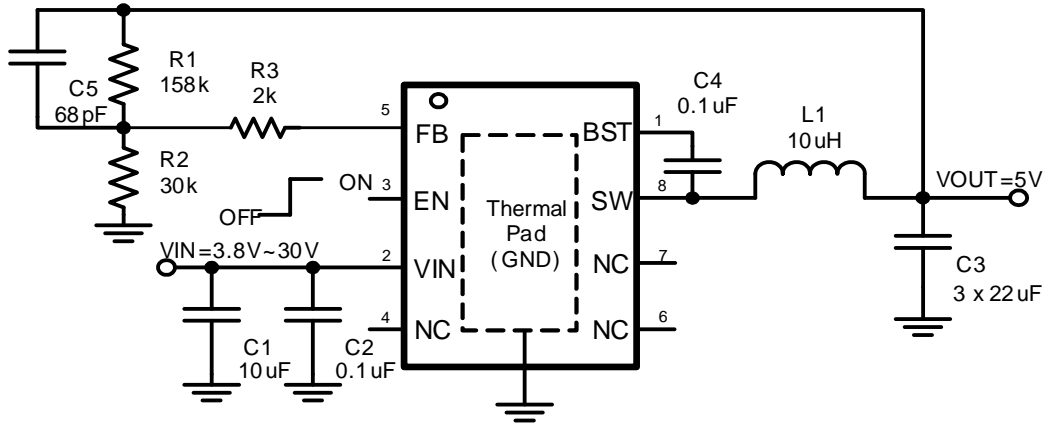 C5
68pF
R1
158k
R3
2k
R2
30k
5
FB
BST
1
C4
0.1uF
L1
10uH
ON
OFF
3
EN
SW
8
VOUT=5V
Thermal
Pad
(GND)
VIN=3.8V~30V
2
VIN
NC
7
C3
3 x 22uF
4
NC
NC
6
C1
10uF
C2
0.1uF